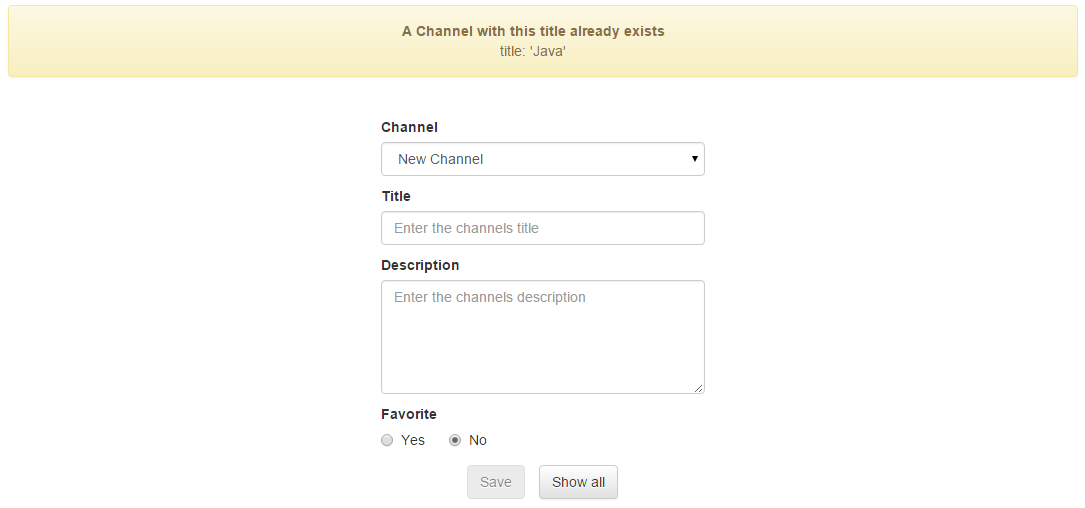 A Channel with this title already exists
title: 'Java'
Channel
New Channel
Title
Enter the channels title
Description
Enter the channels description
Favorite
Yes No
Save Show all